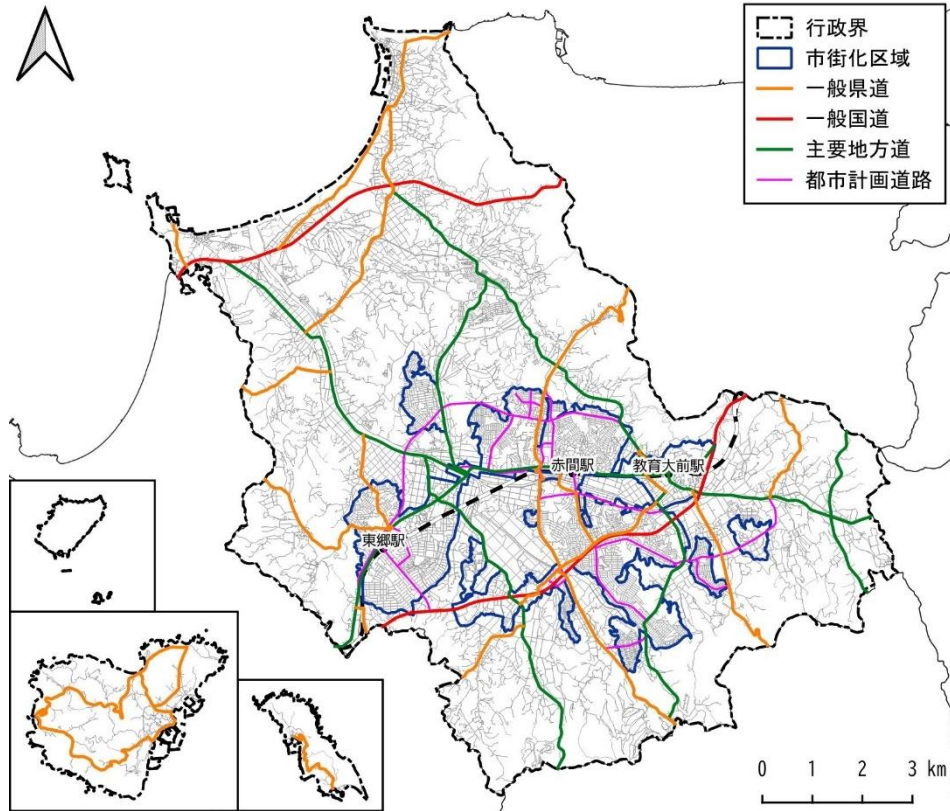 行政界
市街化区域
一般県道
一般国道
主要地方道
都市計画道路
赤間駅
教育大前駅
東郷駅
0 1 2 3 km